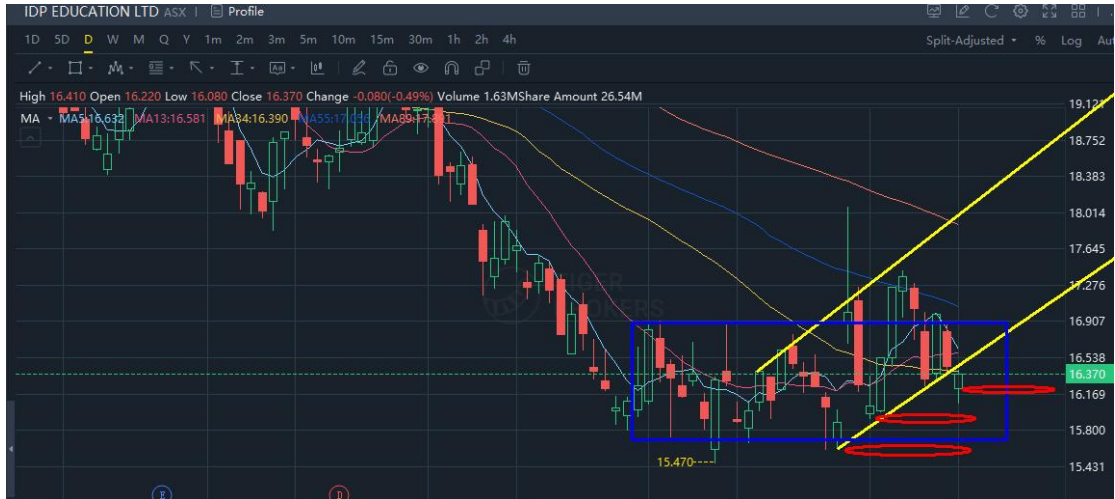 IDP EDUCATION LTD ASX Profile
1D 5D D W M Q Y 1m 2m 3m 5m 10m 15m 30m 1h 2h 4h Split-Adjusted % Log Aut
High 16.410 Open 16.220 Low 16.080 Close 16.370 Change -0.080(-0.49%) Volume 1.63MShare Amount 26.54M
MA MA5:16.632 MA13:16.581 MA34:16.390
19.121
18.752
18.383
18.014
17.645
17.276
16.907
16.538
16.370
16.169
15.800
15.431
TIGER
BROKERS
15.470
E D